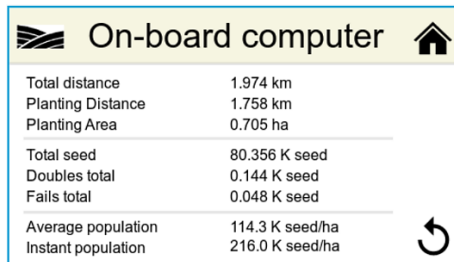 On-board computer
Total distance 1.974 km
Planting Distance 1.758 km
Planting Area 0.705 ha
Total seed 80.356 K seed
Doubles total 0.144 K seed
Fails total 0.048 K seed
Average population 114.3 K seed/ha
Instant population 216.0 K seed/ha